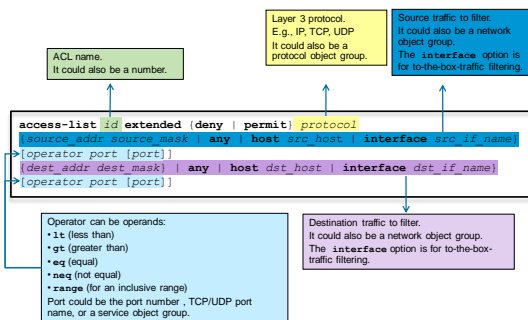 ACL name.
It could also be a number.
Layer 3 protocol.
E.g., IP, TCP, UDP
It could also be a
protocol object group.
Source traffic to filter.
It could also be a network
object group.
The interface option is
for to-the-box-traffic filtering.
access-list id extended {deny | permit} protocol
{source_addr source_mask | any | host src_host | interface src_if_name}
[operator port [port]]
{dest_addr dest_mask} | any | host dst_host | interface dst_if_name}
[operator port [port]]
Operator can be operands:
• lt (less than)
• gt (greater than)
• eq (equal)
• neq (not equal)
• range (for an inclusive range)
Port could be the port number , TCP/UDP port
name, or a service object group.
Destination traffic to filter.
It could also be a network object group.
The interface option is for to-the-box-
traffic filtering.